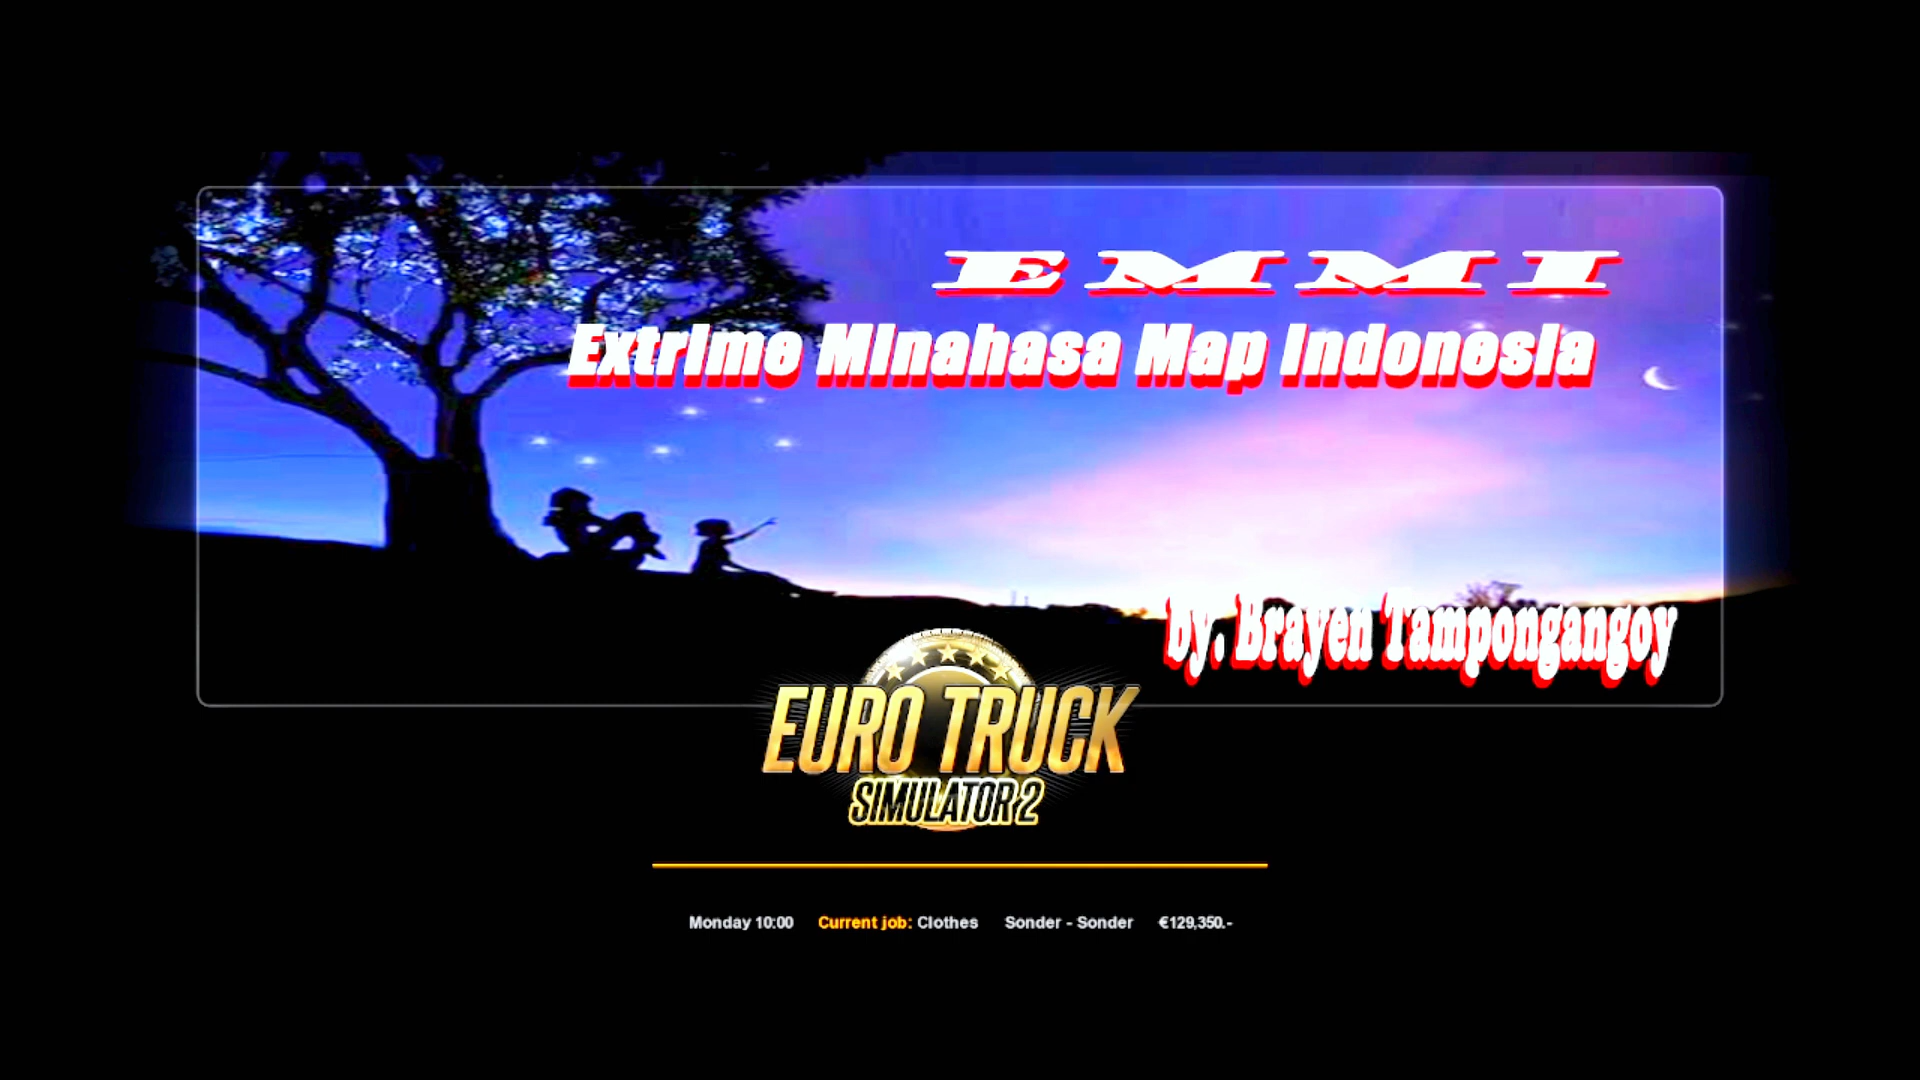 EMMI
Extrime Minahasa Map Indonesia
by. Brayen Tampongangoy
EURO TRUCK
SIMULATOR 2
Monday 10:00 Current job: Clothes Sonder - Sonder €129,350.-